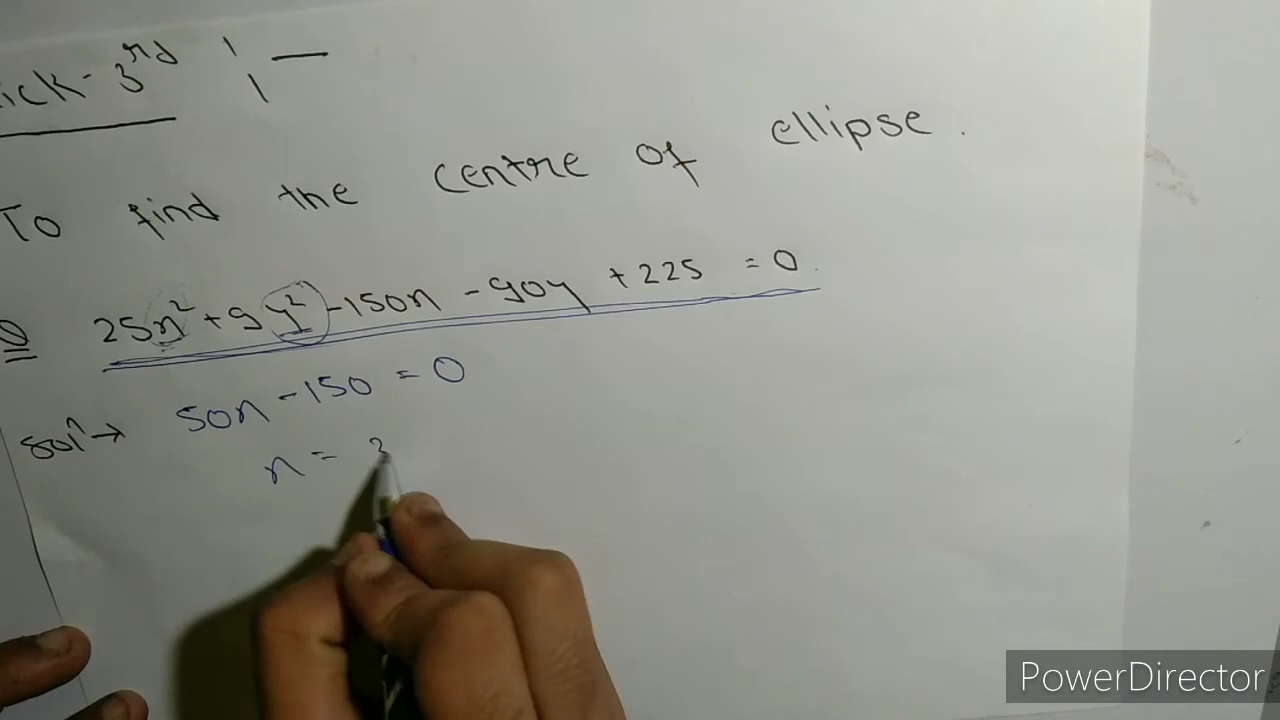 ick-3rd :-
To find the centre of ellipse.
Q 25x² + 9y² - 150x - 90y + 225 = 0.
Solⁿ → 50x - 150 = 0
x = 3
PowerDirector